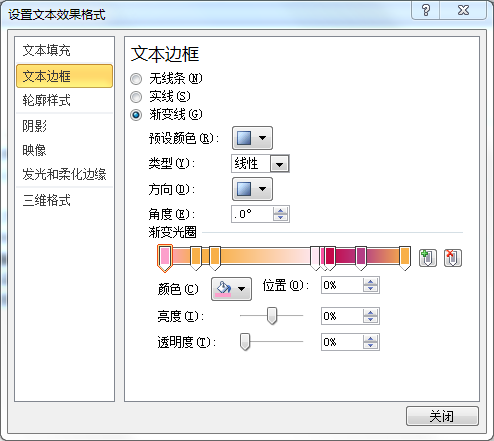 设置文本效果格式
文本填充
文本边框
轮廓样式
阴影
映像
发光和柔化边缘
三维格式
文本边框
无线条(N)
实线(S)
渐变线(G)
预设颜色(R):
类型(Y): 线性
方向(D):
角度(E): .0°
渐变光圈
颜色(C) 位置(O): 0%
亮度(I): 0%
透明度(T): 0%
关闭